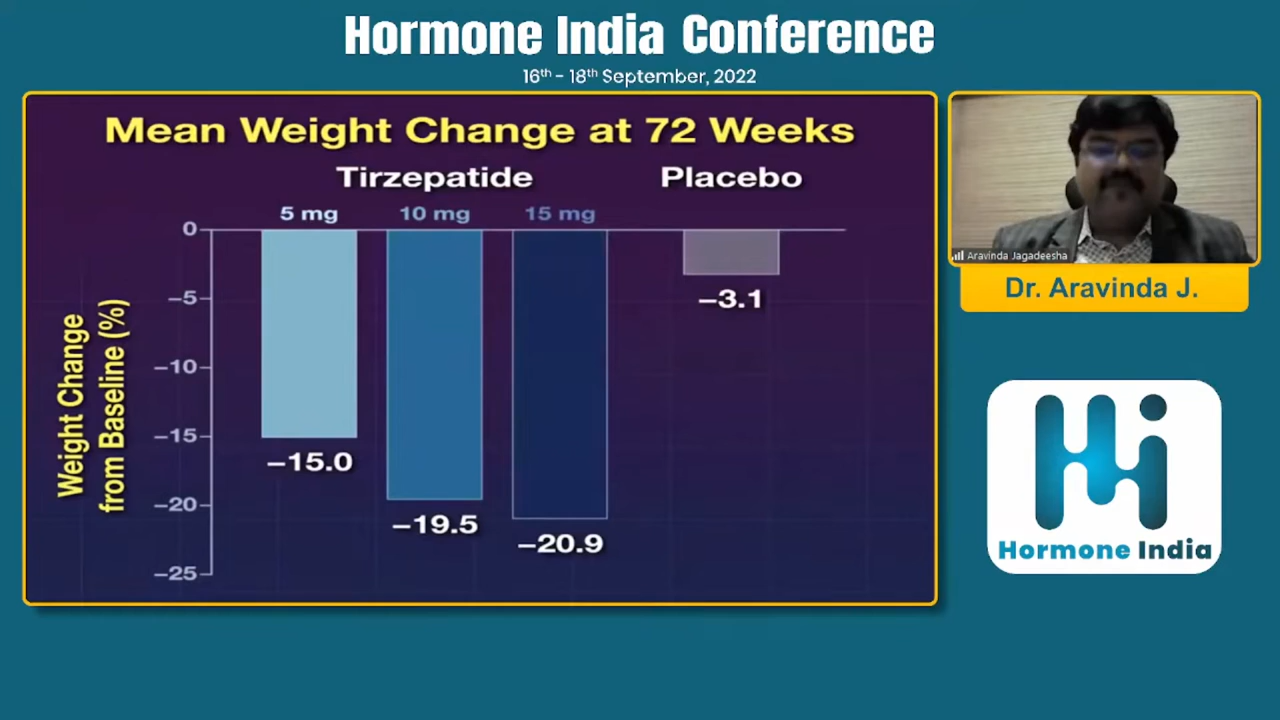 Hormone India Conference
16th - 18th September, 2022
Mean Weight Change at 72 Weeks
Tirzepatide Placebo
5 mg 10 mg 15 mg
0
−5
−10
−15
−20
−25
Weight Change
from Baseline (%)
−15.0
−19.5
−20.9
−3.1
Aravinda Jagadeesha
Dr. Aravinda J.
Hi
Hormone India